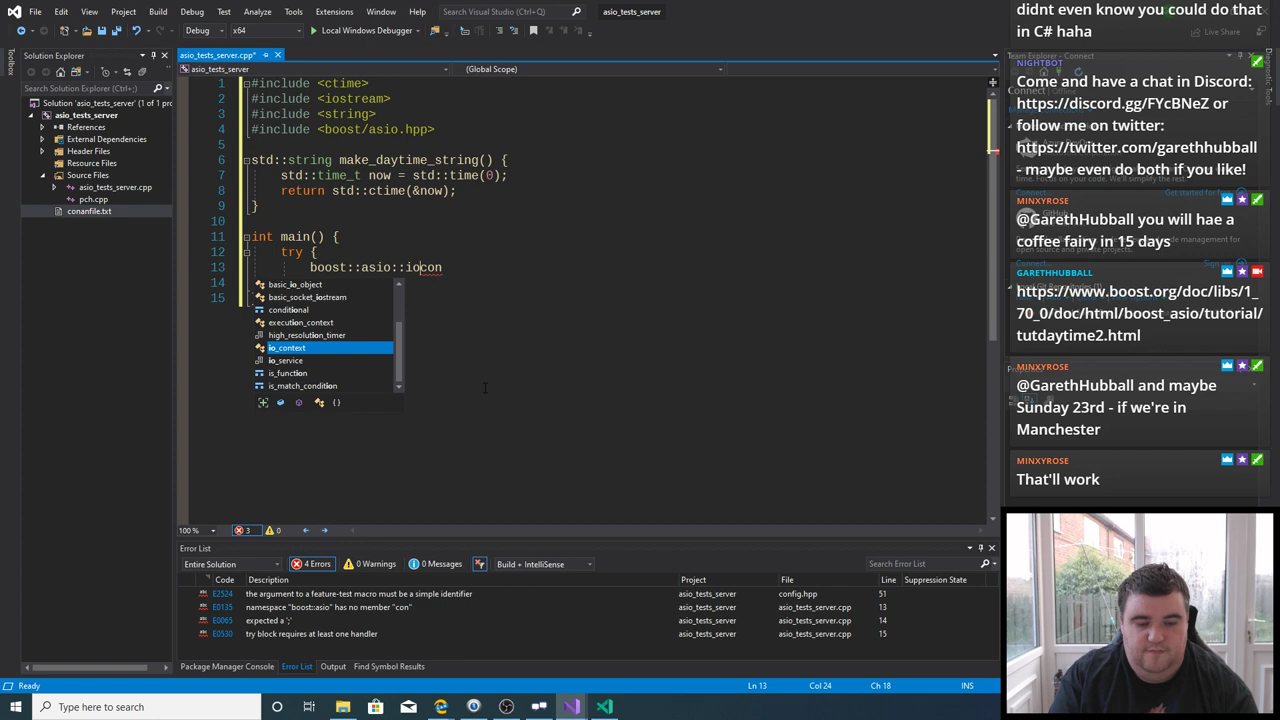 File Edit View Project Build Debug Test Analyze Tools Extensions Window Help Search Visual Studio (Ctrl+Q) asio_tests_server
Debug x64 Local Windows Debugger Live Share
Toolbox
Solution Explorer
Search Solution Explorer (Ctrl+;)
Solution 'asio_tests_server' (1 of 1 pro
asio_tests_server
References
External Dependencies
Header Files
Resource Files
Source Files
asio_tests_server.cpp
pch.cpp
conanfile.txt
asio_tests_server.cpp*
asio_tests_server (Global Scope)
1 #include <ctime>
2 #include <iostream>
3 #include <string>
4 #include <boost/asio.hpp>
5
6 std::string make_daytime_string() {
7 std::time_t now = std::time(0);
8 return std::ctime(&now);
9 }
10
11 int main() {
12 try {
13 boost::asio::iocon
14
15
basic_io_object
basic_socket_iostream
conditional
execution_context
high_resolution_timer
io_context
io_service
is_function
is_match_condition
100 % 3 0
Error List
Entire Solution 4 Errors 0 Warnings 0 Messages Build + IntelliSense Search Error List
Code Description Project File Line Suppression State
E2524 the argument to a feature-test macro must be a simple identifier asio_tests_server config.hpp 51
E0135 namespace "boost::asio" has no member "con" asio_tests_server asio_tests_server.cpp 13
E0065 expected a ';' asio_tests_server asio_tests_server.cpp 14
E0530 try block requires at least one handler asio_tests_server asio_tests_server.cpp 15
Package Manager Console Error List Output Find Symbol Results
Ready Ln 13 Col 24 Ch 18 INS
Type here to search
didnt even know you could do that
in C# haha
Team Explorer - Connect
Diagnostic Tools
NIGHTBOT
Come and have a chat in Discord:
https://discord.gg/FYcBNeZ or
follow me on twitter:
https://twitter.com/garethhubball
- maybe even do both if you like!
MINXYROSE
@GarethHubball you will hae a
coffee fairy in 15 days
GARETHHUBBALL
https://www.boost.org/doc/libs/1_
70_0/doc/html/boost_asio/tutorial/
tutdaytime2.html
MINXYROSE
@GarethHubball and maybe
Sunday 23rd - if we're in
Manchester
MINXYROSE
That'll work